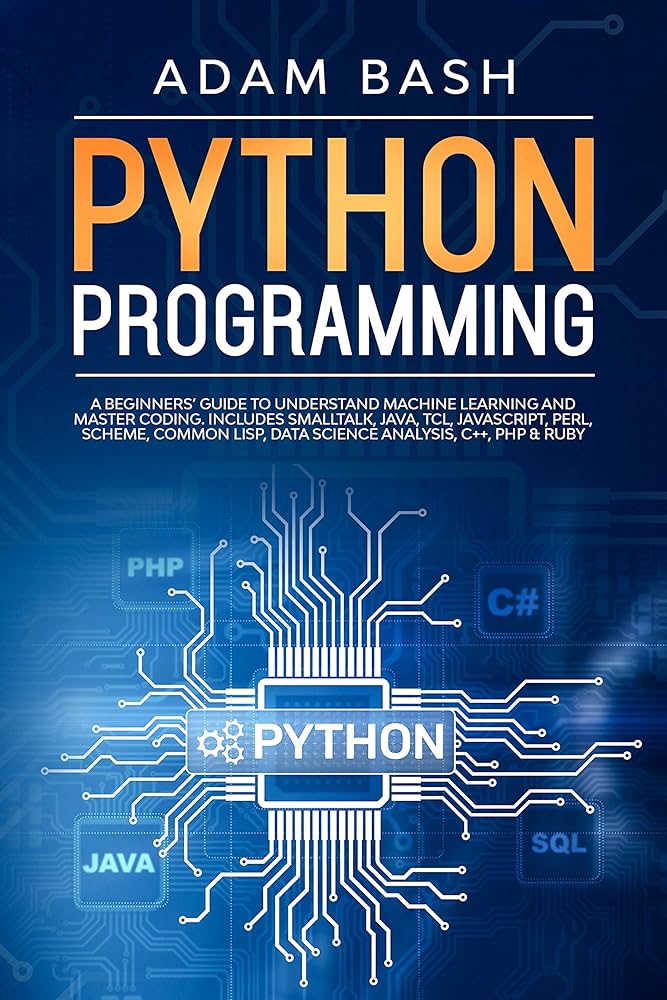 ADAM BASH
PYTHON
PROGRAMMING
A BEGINNERS’ GUIDE TO UNDERSTAND MACHINE LEARNING AND
MASTER CODING. INCLUDES SMALLTALK, JAVA, TCL, JAVASCRIPT, PERL,
SCHEME, COMMON LISP, DATA SCIENCE ANALYSIS, C++, PHP & RUBY
PHP
C#
PYTHON
JAVA
SQL